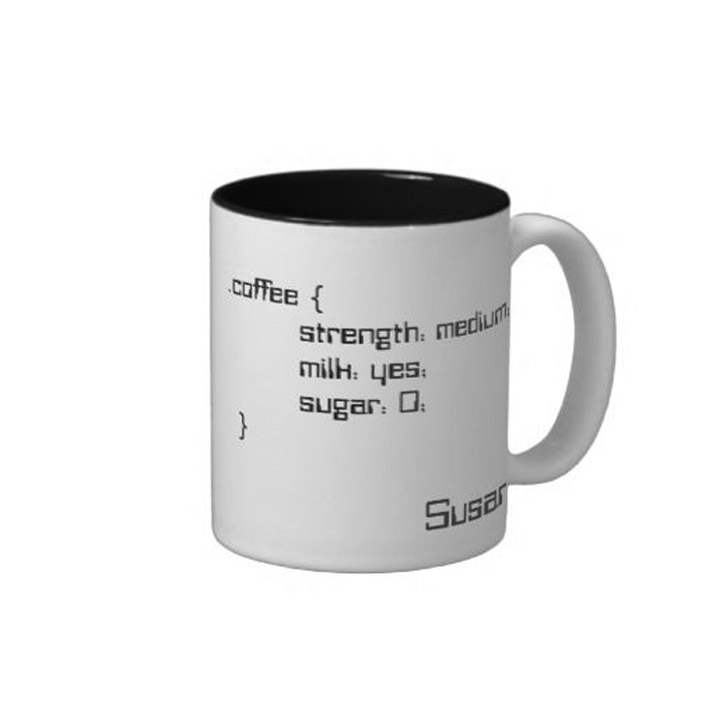 .coffee {
strength: medium;
milk: yes;
sugar: 0;
}
Susan